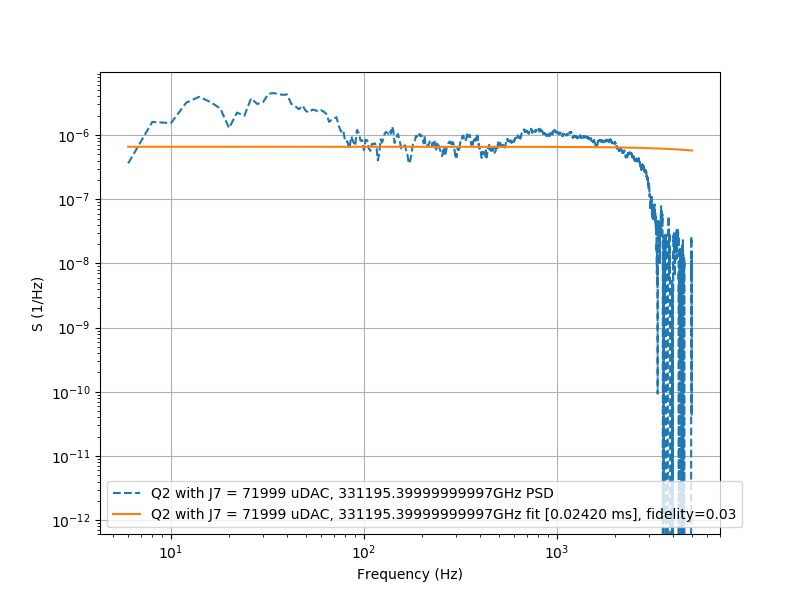 10⁻⁶
10⁻⁷
10⁻⁸
10⁻⁹
10⁻¹⁰
10⁻¹¹
10⁻¹²
S (1/Hz)
Q2 with J7 = 71999 uDAC, 331195.39999999997GHz PSD
Q2 with J7 = 71999 uDAC, 331195.39999999997GHz fit [0.02420 ms], fidelity=0.03
10¹ 10² 10³
Frequency (Hz)